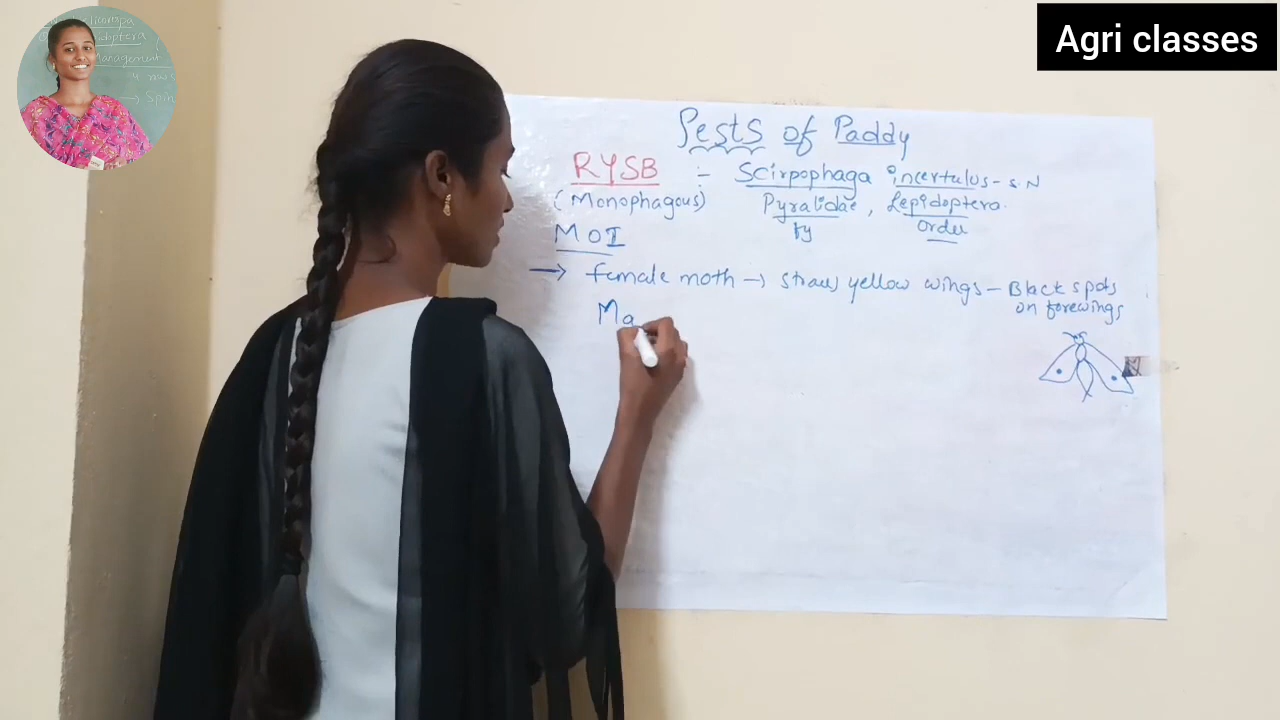 Agri classes
Pests of Paddy
RYSB - Scirpophaga incertulus - S.N
(Monophagous) Pyralidae, Lepidoptera.
fy Order
MOI
→ female moth → straw yellow wings - Black spots
on forewings
Ma